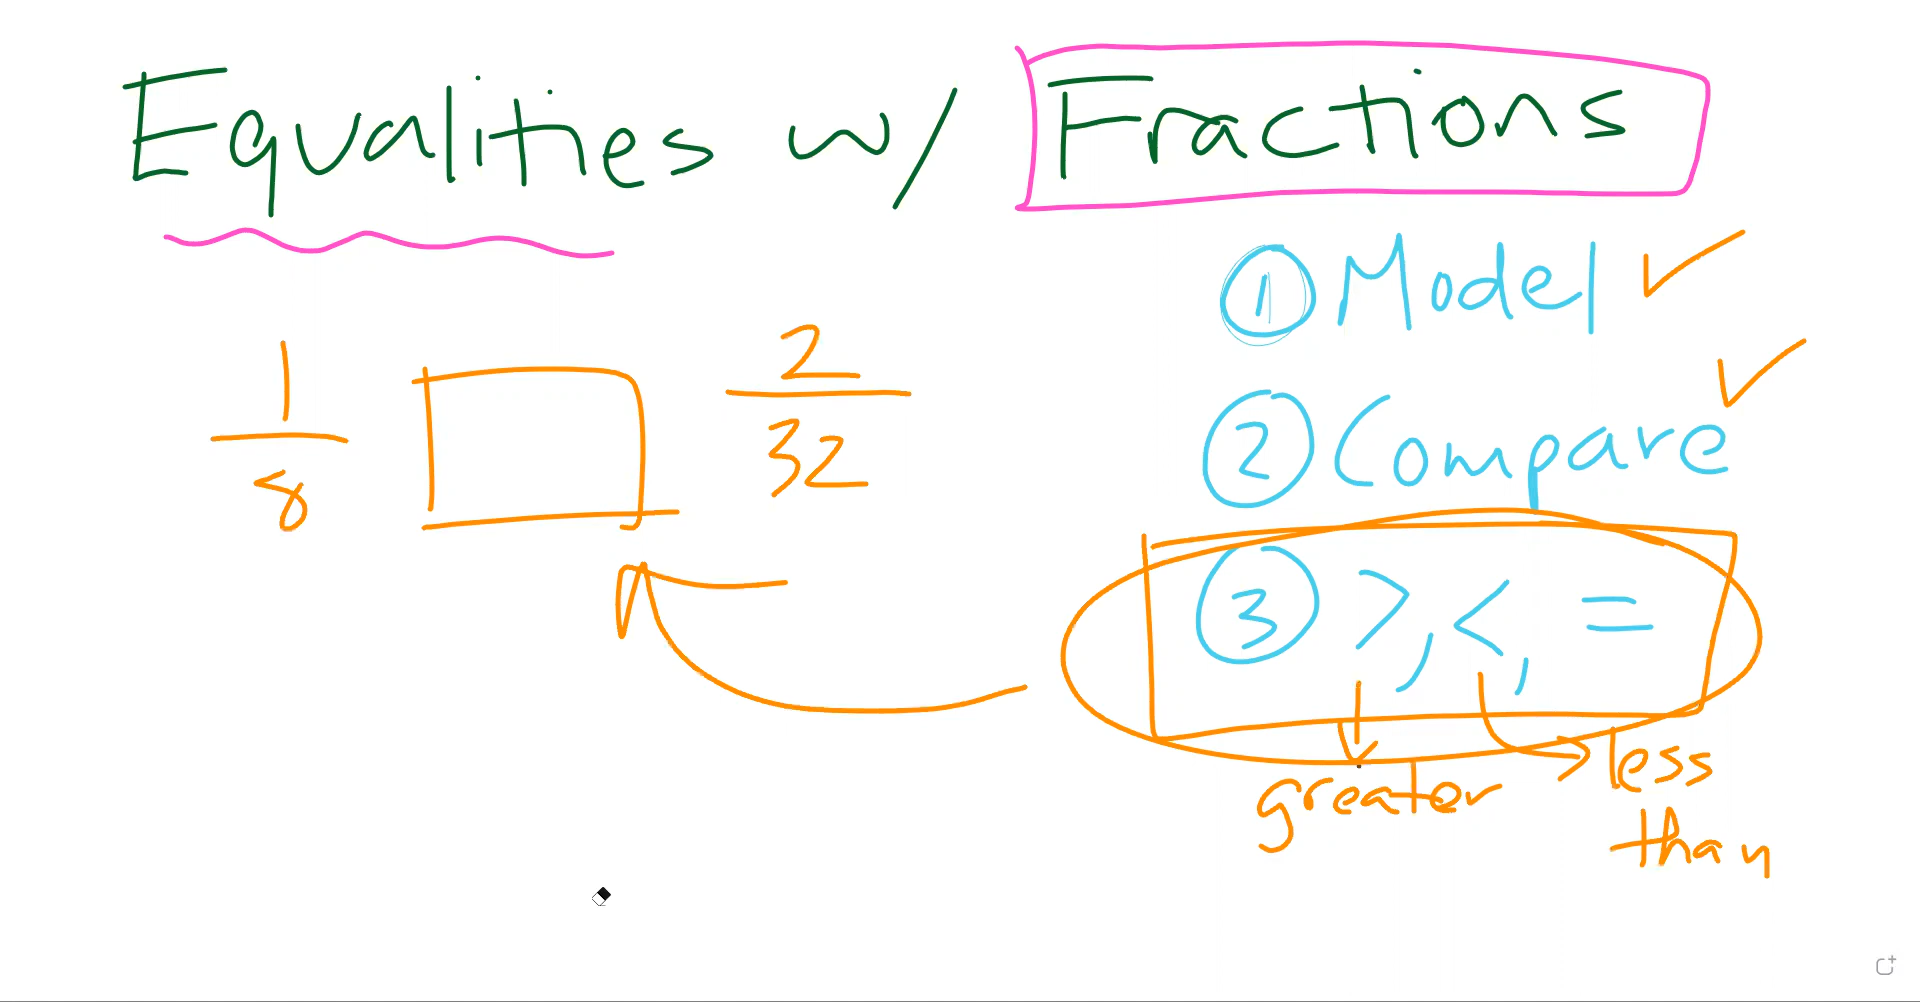 Equalities w/ Fractions
① Model ✓
② Compare ✓
1/8 □ 2/32
③ >, <, =
greater
less
than